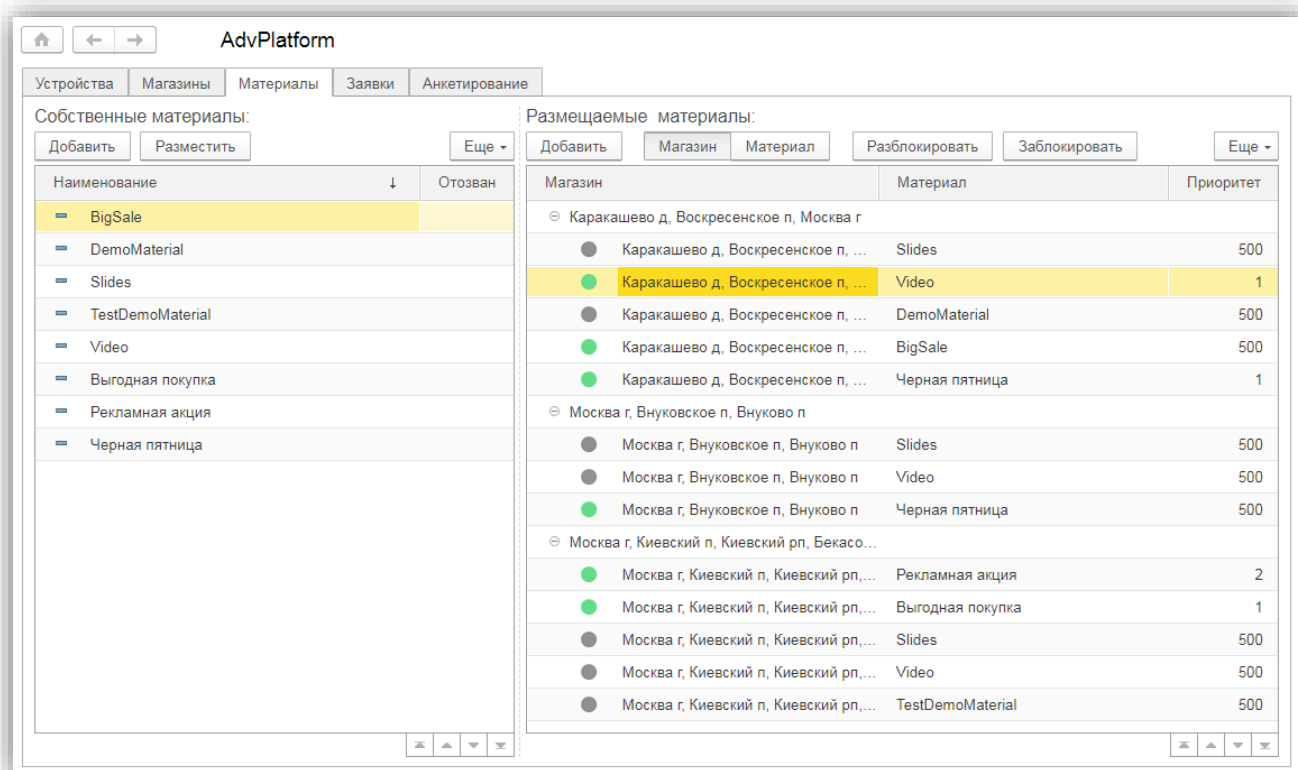 AdvPlatform
Устройства Магазины Материалы Заявки Анкетирование
Собственные материалы:
Добавить Разместить Еще
Наименование ↓ Отозван
BigSale
DemoMaterial
Slides
TestDemoMaterial
Video
Выгодная покупка
Рекламная акция
Черная пятница
Размещаемые материалы:
Добавить Магазин Материал Разблокировать Заблокировать Еще
Магазин Материал Приоритет
Каракашево д, Воскресенское п, Москва г
Каракашево д, Воскресенское п, ... Slides 500
Каракашево д, Воскресенское п, ... Video 1
Каракашево д, Воскресенское п, ... DemoMaterial 500
Каракашево д, Воскресенское п, ... BigSale 500
Каракашево д, Воскресенское п, ... Черная пятница 1
Москва г, Внуковское п, Внуково п
Москва г, Внуковское п, Внуково п Slides 500
Москва г, Внуковское п, Внуково п Video 500
Москва г, Внуковское п, Внуково п Черная пятница 500
Москва г, Киевский п, Киевский рп, Бекасо...
Москва г, Киевский п, Киевский рп,... Рекламная акция 2
Москва г, Киевский п, Киевский рп,... Выгодная покупка 1
Москва г, Киевский п, Киевский рп,... Slides 500
Москва г, Киевский п, Киевский рп,... Video 500
Москва г, Киевский п, Киевский рп,... TestDemoMaterial 500